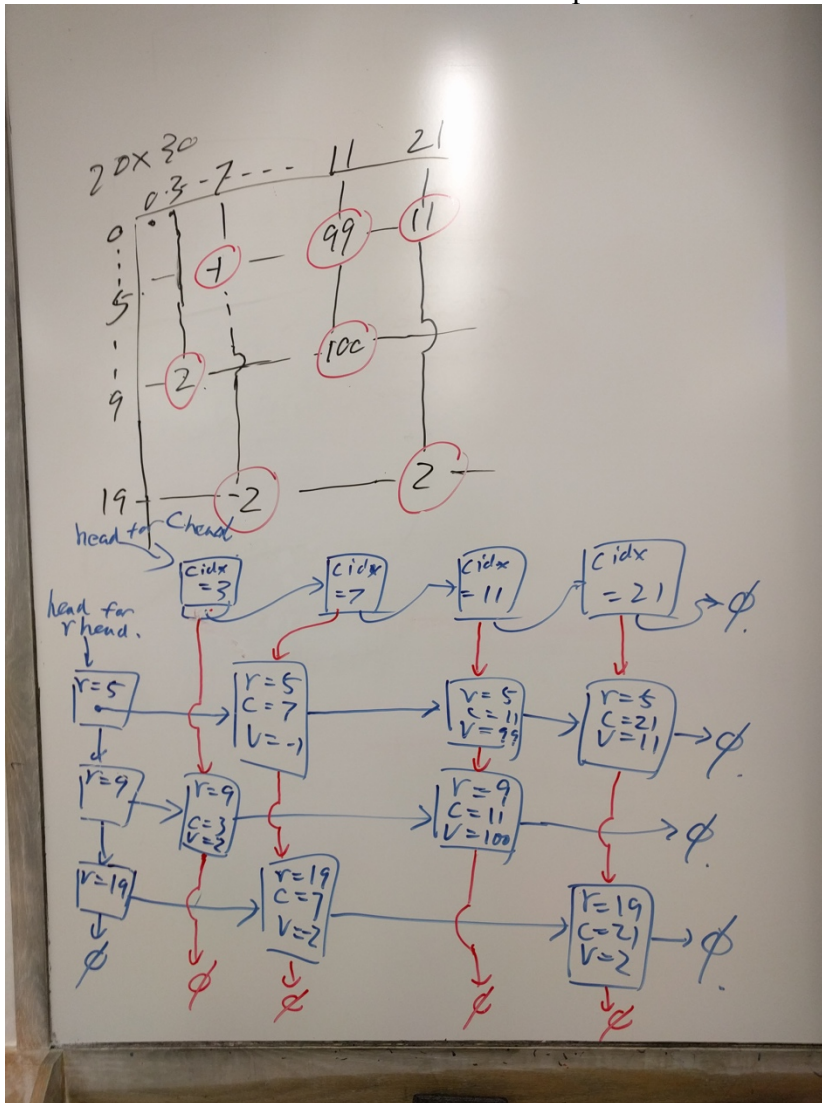 20x30
0.3-7---- 11 21
0
-1 99 11
5
100
2
9
19 -2 2
head for Chead
cidx
=3
cidx
=7
cidx
=11
cidx
=21
∅.
head for
rhead.
r=5
r=5
C=7
V=-1
r=5
C=11
V=99
r=5
C=21
V=11
∅.
r=9
r=9
C=3
V=2
r=9
C=11
V=100
∅.
r=19
r=19
C=7
V=-2
r=19
C=21
V=2
∅.
∅
∅
∅
∅
∅